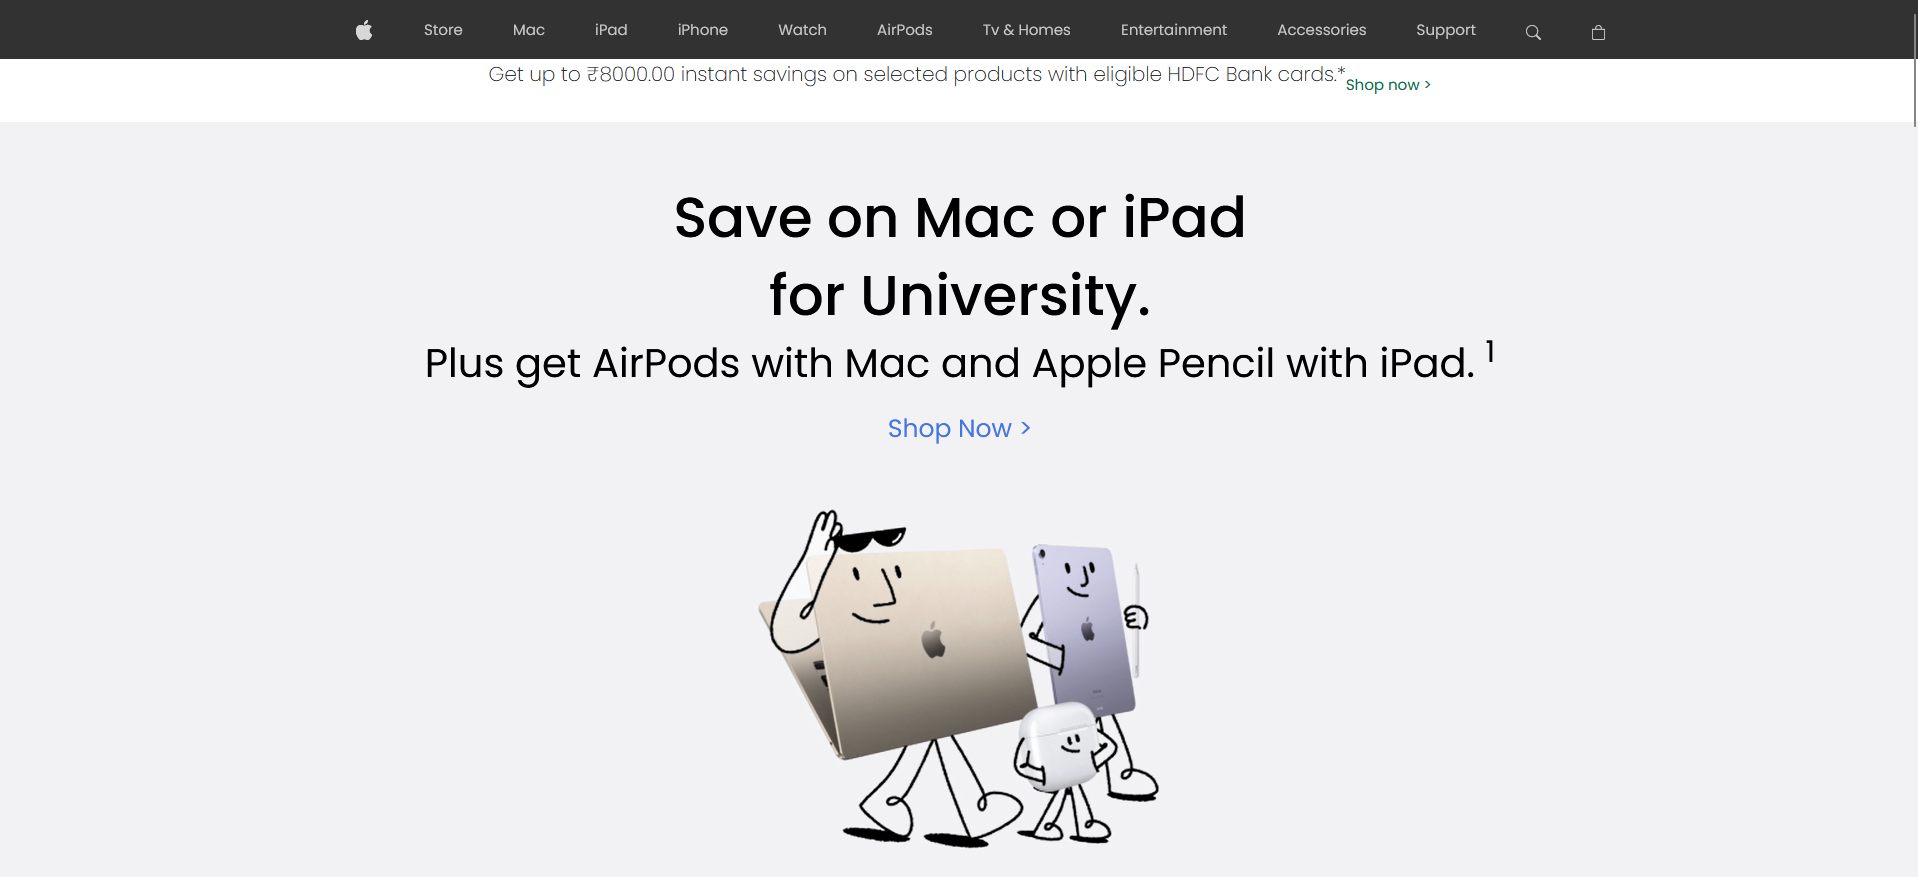 Store Mac iPad iPhone Watch AirPods Tv & Homes Entertainment Accessories Support
Get up to ₹8000.00 instant savings on selected products with eligible HDFC Bank cards.* Shop now >
Save on Mac or iPad
for University.
Plus get AirPods with Mac and Apple Pencil with iPad. 1
Shop Now >